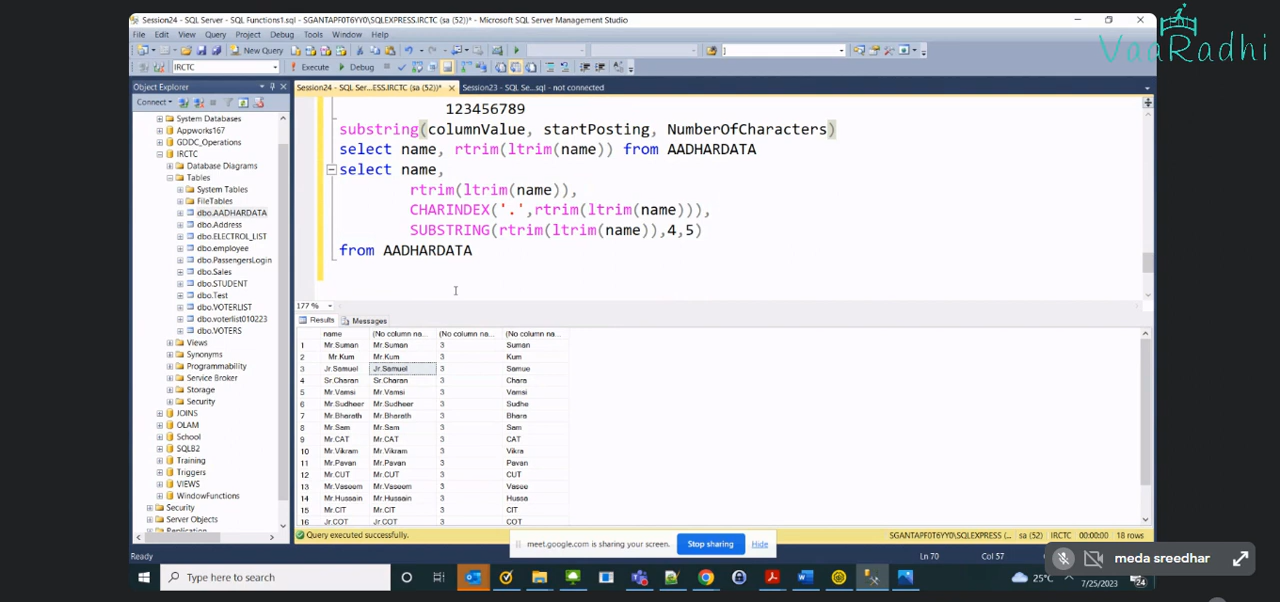 VaaRadhi
Session24 - SQL Server - SQL Functions1.sql - SGANTAPF0T6YY0\SQLEXPRESS.IRCTC (sa (52))* - Microsoft SQL Server Management Studio
File Edit View Query Project Debug Tools Window Help
New Query
IRCTC Execute Debug
Object Explorer
Session24 - SQL Ser...ESS.IRCTC (sa (52))* Session23 - SQL Se...sql - not connected
Connect
System Databases
Appworks167
GDDC_Operations
IRCTC
Database Diagrams
Tables
System Tables
FileTables
dbo.AADHARDATA
dbo.Address
dbo.ELECTROL_LIST
dbo.employee
dbo.PassengersLogin
dbo.Sales
dbo.STUDENT
dbo.Test
dbo.VOTERLIST
dbo.voterlist010223
dbo.VOTERS
Views
Synonyms
Programmability
Service Broker
Storage
Security
JOINS
OLAM
School
SQLB2
Training
Triggers
VIEWS
WindowFunctions
Security
Server Objects
Replication
123456789
substring(columnValue, startPosting, NumberOfCharacters)
select name, rtrim(ltrim(name)) from AADHARDATA
select name,
rtrim(ltrim(name)),
CHARINDEX('.',rtrim(ltrim(name))),
SUBSTRING(rtrim(ltrim(name)),4,5)
from AADHARDATA
177 %
Results Messages
name (No column na... (No column na... (No column na...
1 Mr.Suman Mr.Suman 3 Suman
2 Mr.Kum Mr.Kum 3 Kum
3 Jr.Samuel Jr.Samuel 3 Samue
4 Sr.Charan Sr.Charan 3 Chara
5 Mr.Vamsi Mr.Vamsi 3 Vamsi
6 Mr.Sudheer Mr.Sudheer 3 Sudhe
7 Mr.Bharath Mr.Bharath 3 Bhara
8 Mr.Sam Mr.Sam 3 Sam
9 Mr.CAT Mr.CAT 3 CAT
10 Mr.Vikram Mr.Vikram 3 Vikra
11 Mr.Pavan Mr.Pavan 3 Pavan
12 Mr.CUT Mr.CUT 3 CUT
13 Mr.Vaseem Mr.Vaseem 3 Vasee
14 Mr.Hussain Mr.Hussain 3 Hussa
15 Mr.CIT Mr.CIT 3 CIT
16 Jr.COT Jr.COT 3 COT
Query executed successfully. SGANTAPF0T6YY0\SQLEXPRESS (... sa (52) IRCTC 00:00:00 18 rows
meet.google.com is sharing your screen. Stop sharing Hide
Ready Ln 70 Col 57
meda sreedhar
Type here to search
25°C
7/25/2023 24